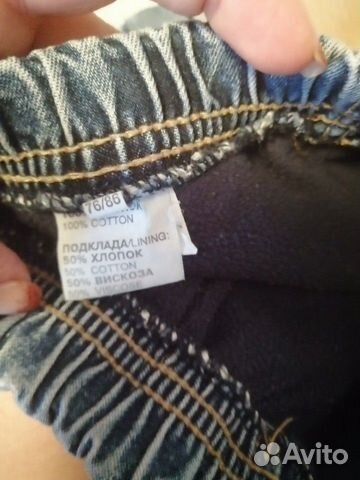 76/86
100% COTTON
ПОДКЛАДА/LINING:
50% ХЛОПОК
50% COTTON
50% ВИСКОЗА
50% VISCOSE
Avito